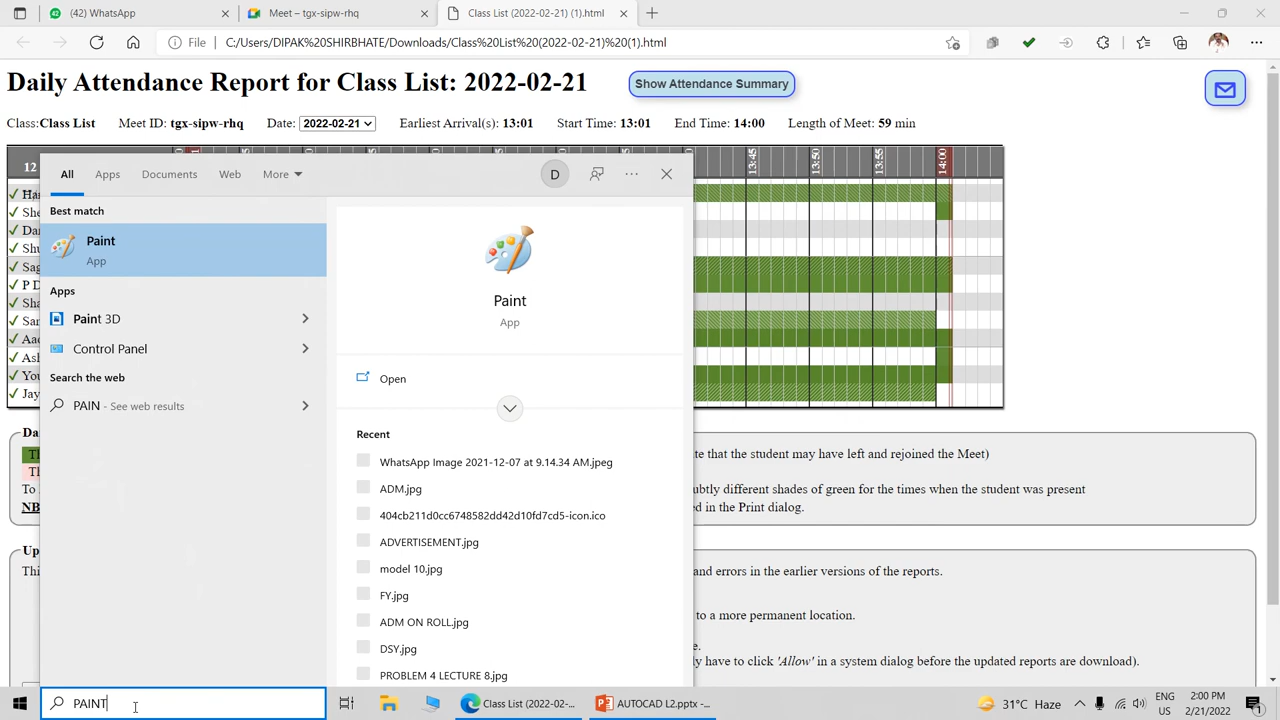 (42) WhatsApp
Meet – tgx-sipw-rhq
Class List (2022-02-21) (1).html
File
C:/Users/DIPAK%20SHIRBHATE/Downloads/Class%20List%20(2022-02-21)%20(1).html
Daily Attendance Report for Class List: 2022-02-21
Show Attendance Summary
Class:Class List Meet ID: tgx-sipw-rhq Date: 2022-02-21 Earliest Arrival(s): 13:01 Start Time: 13:01 End Time: 14:00 Length of Meet: 59 min
12
13:45
13:50
13:55
14:00
All Apps Documents Web More
D
Best match
Paint
App
Apps
Paint 3D
Control Panel
Search the web
PAIN - See web results
Paint
App
Open
Recent
WhatsApp Image 2021-12-07 at 9.14.34 AM.jpeg
ADM.jpg
404cb211d0cc6748582dd42d10fd7cd5-icon.ico
ADVERTISEMENT.jpg
model 10.jpg
FY.jpg
ADM ON ROLL.jpg
DSY.jpg
PROBLEM 4 LECTURE 8.jpg
te that the student may have left and rejoined the Meet)
To
ubtly different shades of green for the times when the student was present
NB
ed in the Print dialog.
Up
Thi
and errors in the earlier versions of the reports.
to a more permanent location.
e.
ly have to click 'Allow' in a system dialog before the updated reports are download).
PAINT
Class List (2022-02-...
AUTOCAD L2.pptx -...
31°C Haze
ENG
US
2:00 PM
2/21/2022
1